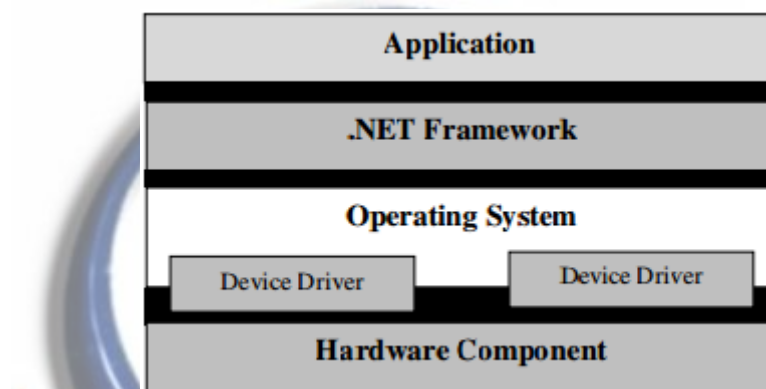 Application
.NET Framework
Operating System
Device Driver
Device Driver
Hardware Component